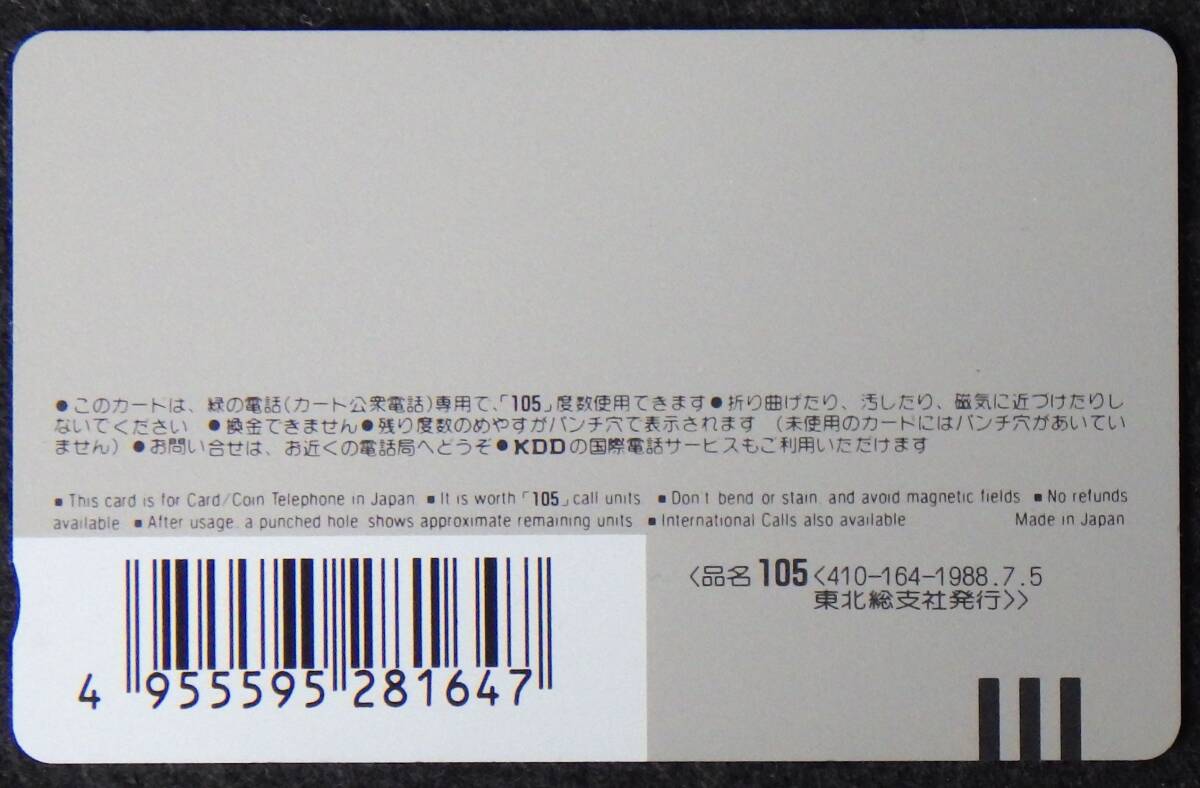 ●このカードは、緑の電話(カード公衆電話)専用で、「105」度数使用できます●折り曲げたり、汚したり、磁気に近づけたりし
ないでください ●換金できません●残り度数のめやすがパンチ穴で表示されます (未使用のカードにはパンチ穴があいてい
ません) ●お問い合せは、お近くの電話局へどうぞ●KDDの国際電話サービスもご利用いただけます
■This card is for Card/Coin Telephone in Japan ■It is worth「105」call units ■Don't bend or stain. and avoid magnetic fields ■No refunds
available ■After usage. a punched hole shows approximate remaining units ■International Calls also available Made in Japan
〈品名105〈410-164-1988.7.5
東北総支社発行〉〉
4 955595 281647